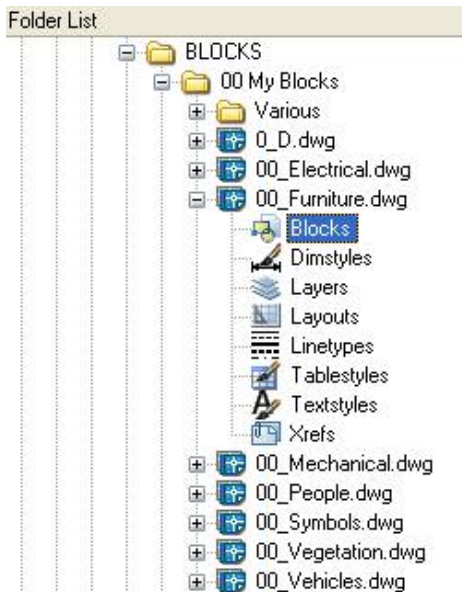 Folder List
BLOCKS
00 My Blocks
Various
0_D.dwg
00_Electrical.dwg
00_Furniture.dwg
Blocks
Dimstyles
Layers
Layouts
Linetypes
Tablestyles
Textstyles
Xrefs
00_Mechanical.dwg
00_People.dwg
00_Symbols.dwg
00_Vegetation.dwg
00_Vehicles.dwg